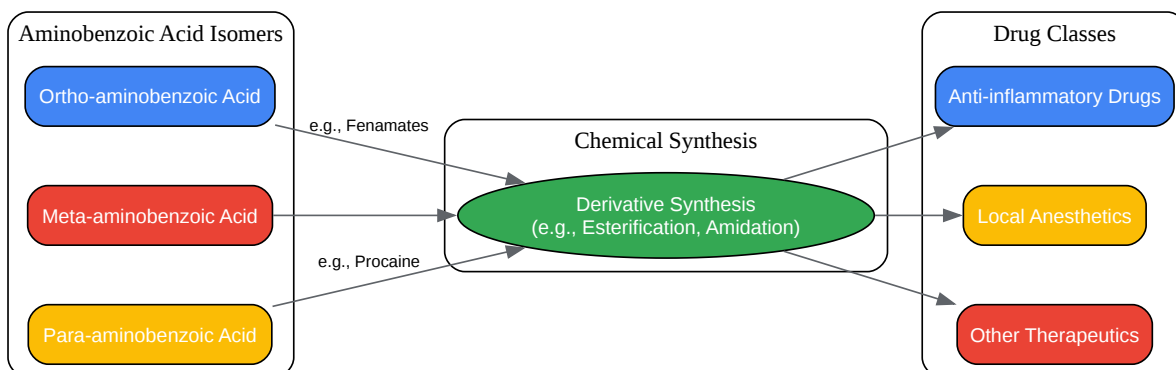 Aminobenzoic Acid Isomers
Ortho-aminobenzoic Acid
Meta-aminobenzoic Acid
Para-aminobenzoic Acid
e.g., Fenamates
e.g., Procaine
Chemical Synthesis
Derivative Synthesis
(e.g., Esterification, Amidation)
Drug Classes
Anti-inflammatory Drugs
Local Anesthetics
Other Therapeutics